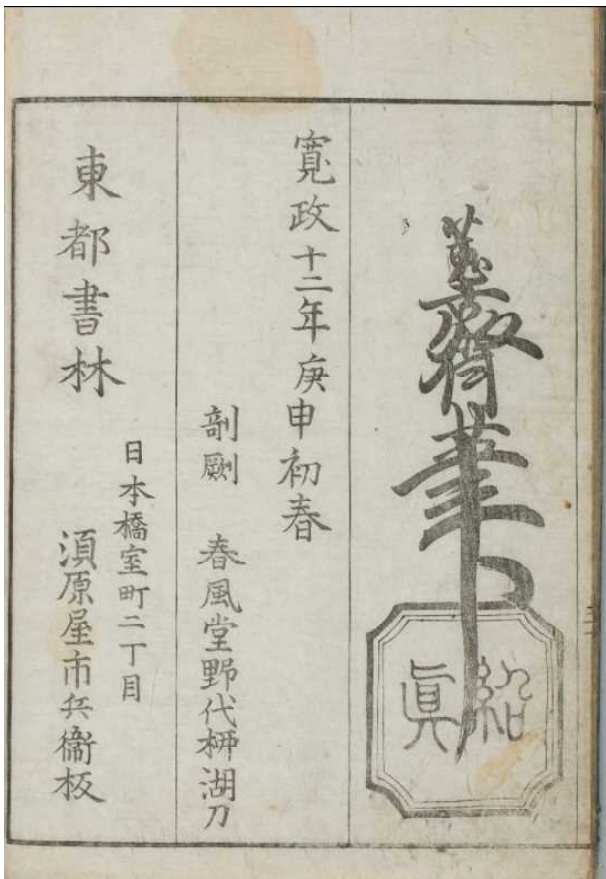 蕙齋筆
紹眞
寛政十二年庚申初春
剞劂　春風堂野代柳湖刀
東都書林
日本橋室町二丁目
須原屋市兵衛板